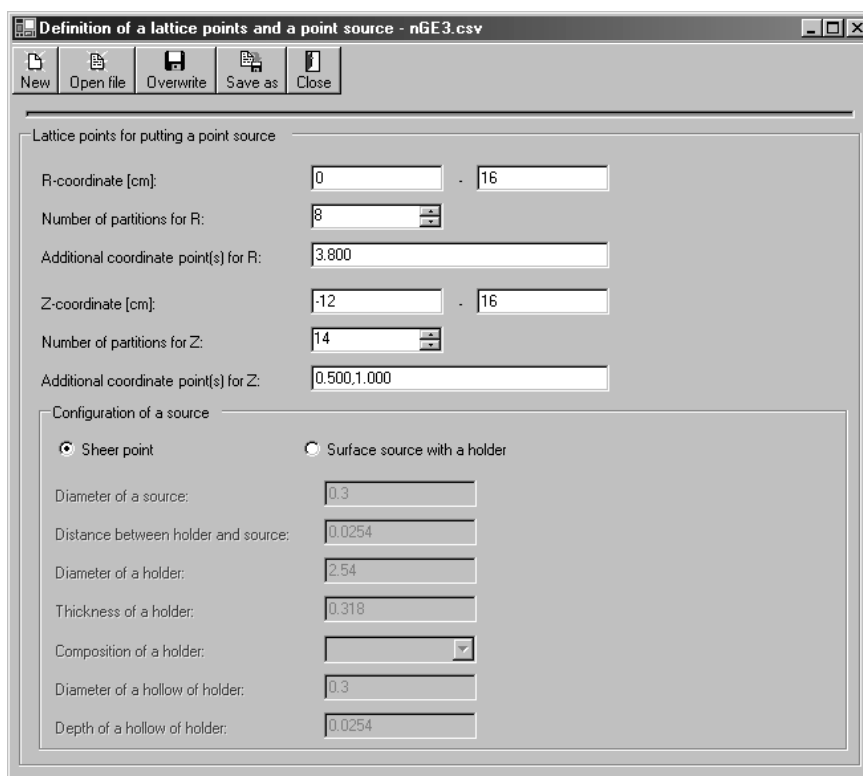 Definition of a lattice points and a point source - nGE3.csv
New Open file Overwrite Save as Close
Lattice points for putting a point source
R-coordinate [cm]: 0 - 16
Number of partitions for R: 8
Additional coordinate point(s) for R: 3.800
Z-coordinate [cm]: -12 - 16
Number of partitions for Z: 14
Additional coordinate point(s) for Z: 0.500,1.000
Configuration of a source
Sheer point Surface source with a holder
Diameter of a source: 0.3
Distance between holder and source: 0.0254
Diameter of a holder: 2.54
Thickness of a holder: 0.318
Composition of a holder:
Diameter of a hollow of holder: 0.3
Depth of a hollow of holder: 0.0254